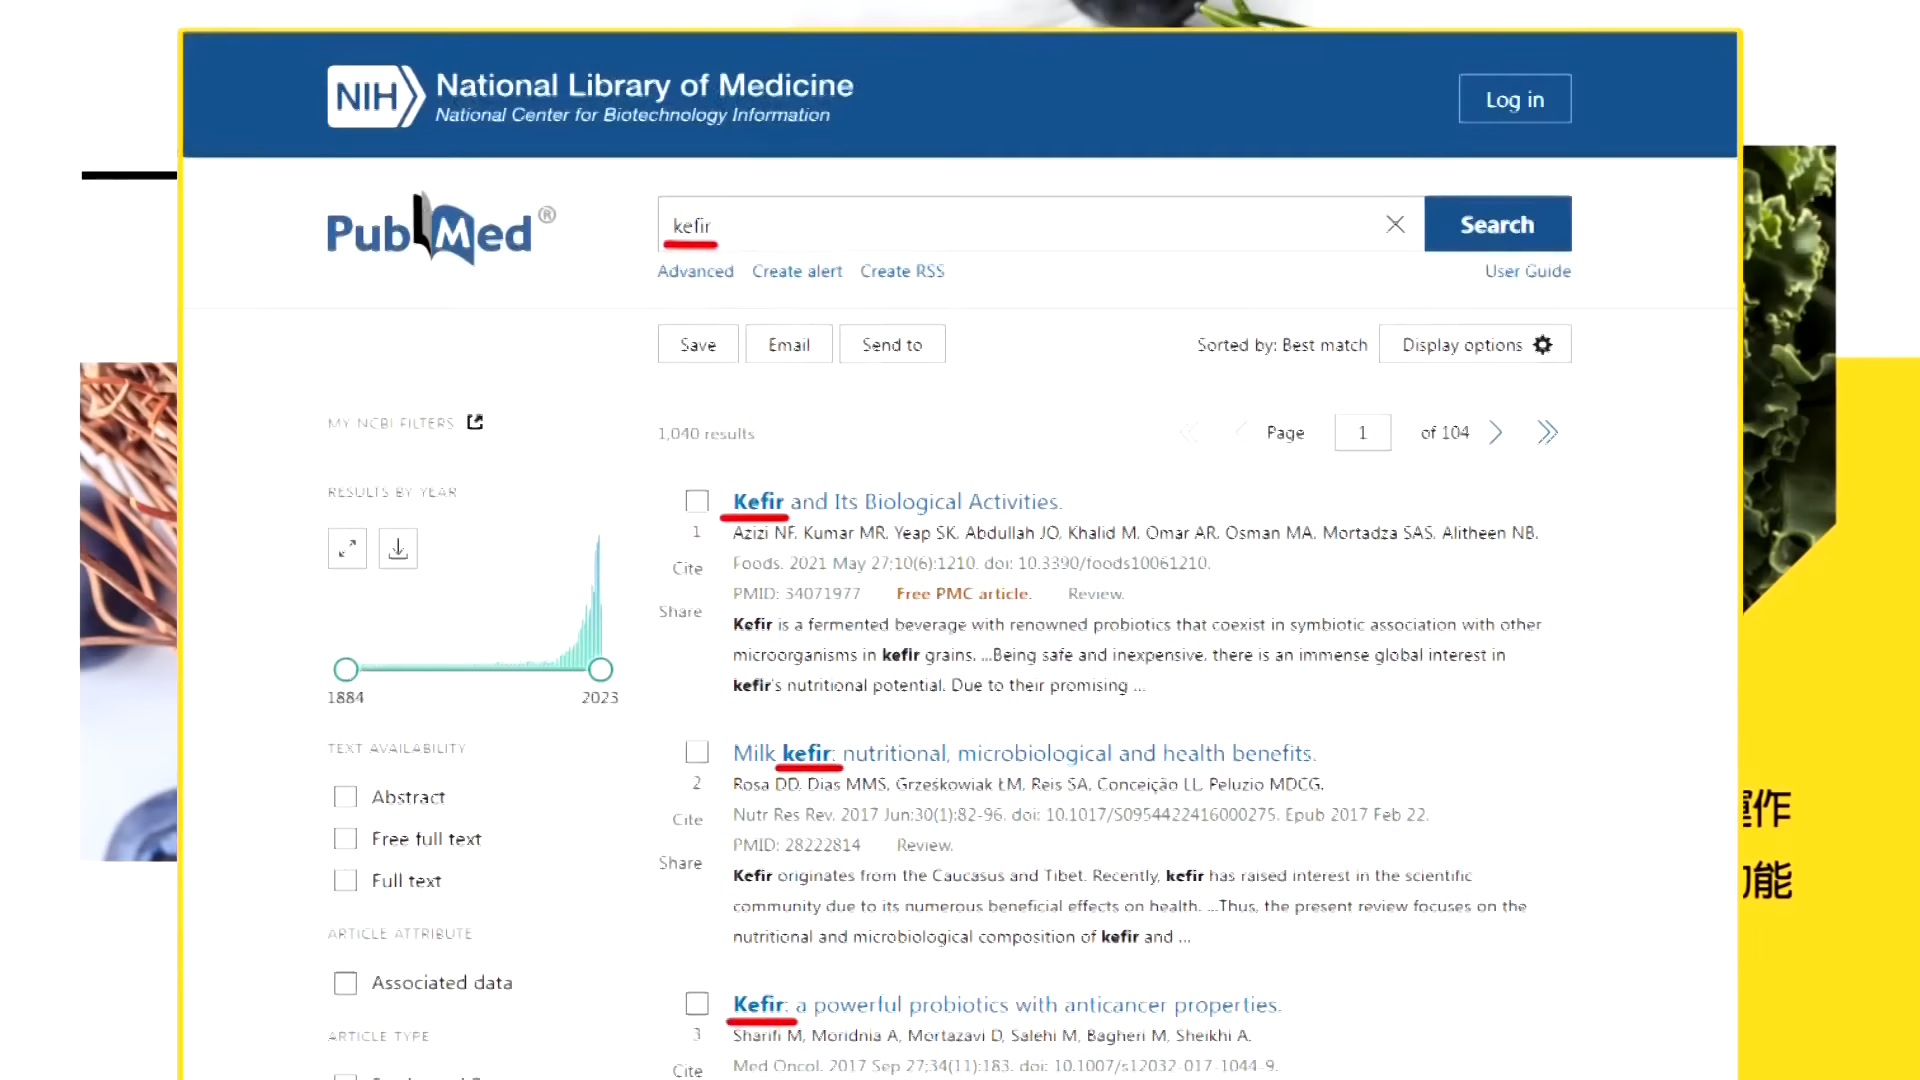 NIH National Library of Medicine
National Center for Biotechnology Information
Log in
PubMed®
kefir
Search
Advanced Create alert Create RSS
User Guide
Save Email Send to
Sorted by: Best match
Display options
MY NCBI FILTERS
1,040 results
Page 1 of 104
RESULTS BY YEAR
1884 2023
TEXT AVAILABILITY
Abstract
Free full text
Full text
ARTICLE ATTRIBUTE
Associated data
ARTICLE TYPE
Kefir and Its Biological Activities.
1
Cite
Share
Azizi NF, Kumar MR, Yeap SK, Abdullah JO, Khalid M, Omar AR, Osman MA, Mortadza SAS, Alitheen NB.
Foods. 2021 May 27;10(6):1210. doi: 10.3390/foods10061210.
PMID: 34071977 Free PMC article. Review.
Kefir is a fermented beverage with renowned probiotics that coexist in symbiotic association with other
microorganisms in kefir grains. ...Being safe and inexpensive, there is an immense global interest in
kefir's nutritional potential. Due to their promising ...
Milk kefir: nutritional, microbiological and health benefits.
2
Cite
Share
Rosa DD, Dias MMS, Grześkowiak ŁM, Reis SA, Conceição LL, Peluzio MDCG.
Nutr Res Rev. 2017 Jun;30(1):82-96. doi: 10.1017/S0954422416000275. Epub 2017 Feb 22.
PMID: 28222814 Review.
Kefir originates from the Caucasus and Tibet. Recently, kefir has raised interest in the scientific
community due to its numerous beneficial effects on health. ...Thus, the present review focuses on the
nutritional and microbiological composition of kefir and ...
Kefir: a powerful probiotics with anticancer properties.
3
Cite
Sharifi M, Moridnia A, Mortazavi D, Salehi M, Bagheri M, Sheikhi A.
Med Oncol. 2017 Sep 27;34(11):183. doi: 10.1007/s12032-017-1044-9.
作
能